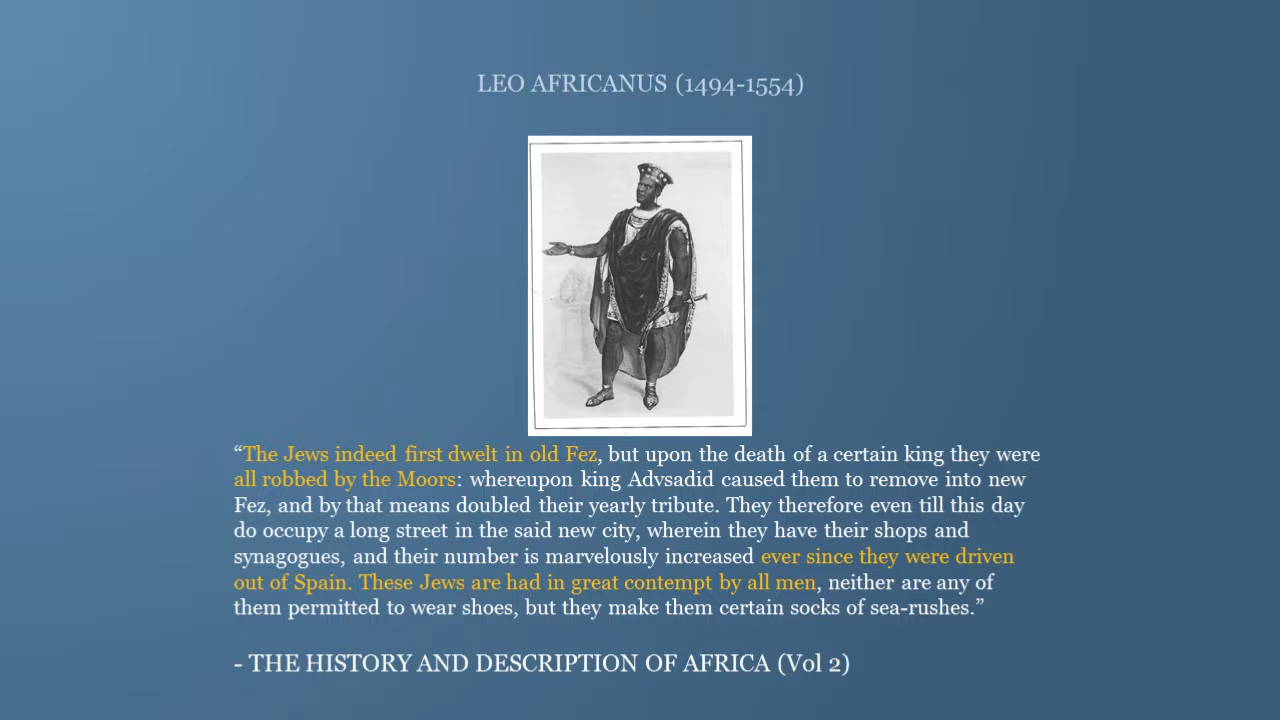 LEO AFRICANUS (1494-1554)
“The Jews indeed first dwelt in old Fez, but upon the death of a certain king they were
all robbed by the Moors: whereupon king Advsadid caused them to remove into new
Fez, and by that means doubled their yearly tribute. They therefore even till this day
do occupy a long street in the said new city, wherein they have their shops and
synagogues, and their number is marvelously increased ever since they were driven
out of Spain. These Jews are had in great contempt by all men, neither are any of
them permitted to wear shoes, but they make them certain socks of sea-rushes.”
- THE HISTORY AND DESCRIPTION OF AFRICA (Vol 2)